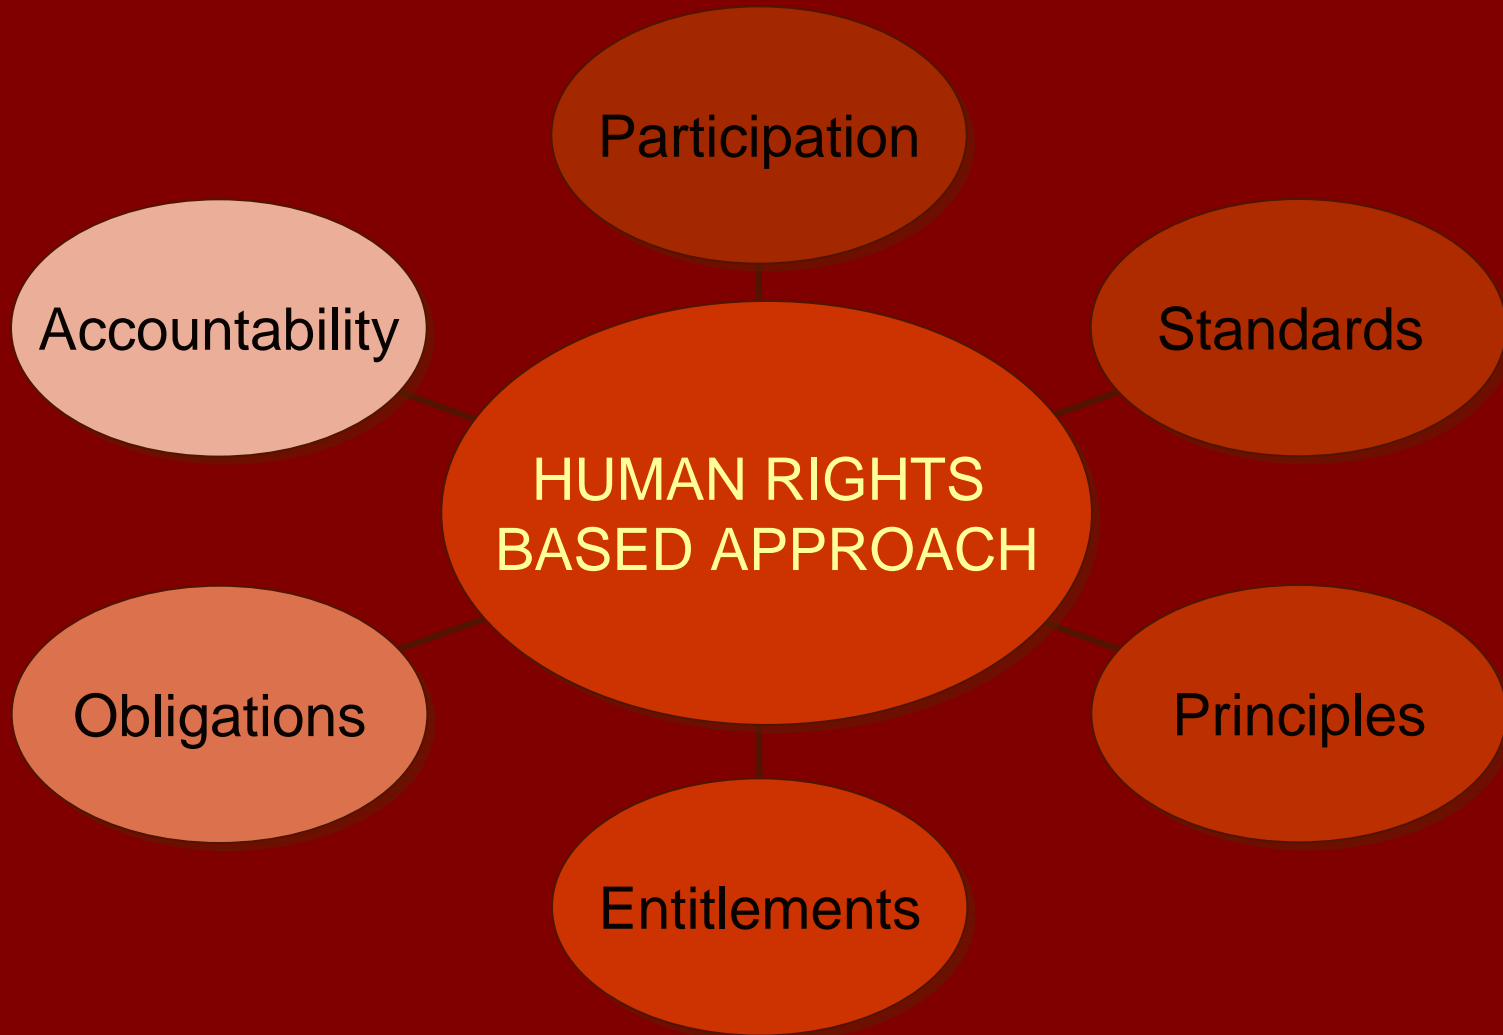 Participation
Accountability
Standards
HUMAN RIGHTS
BASED APPROACH
Obligations
Principles
Entitlements